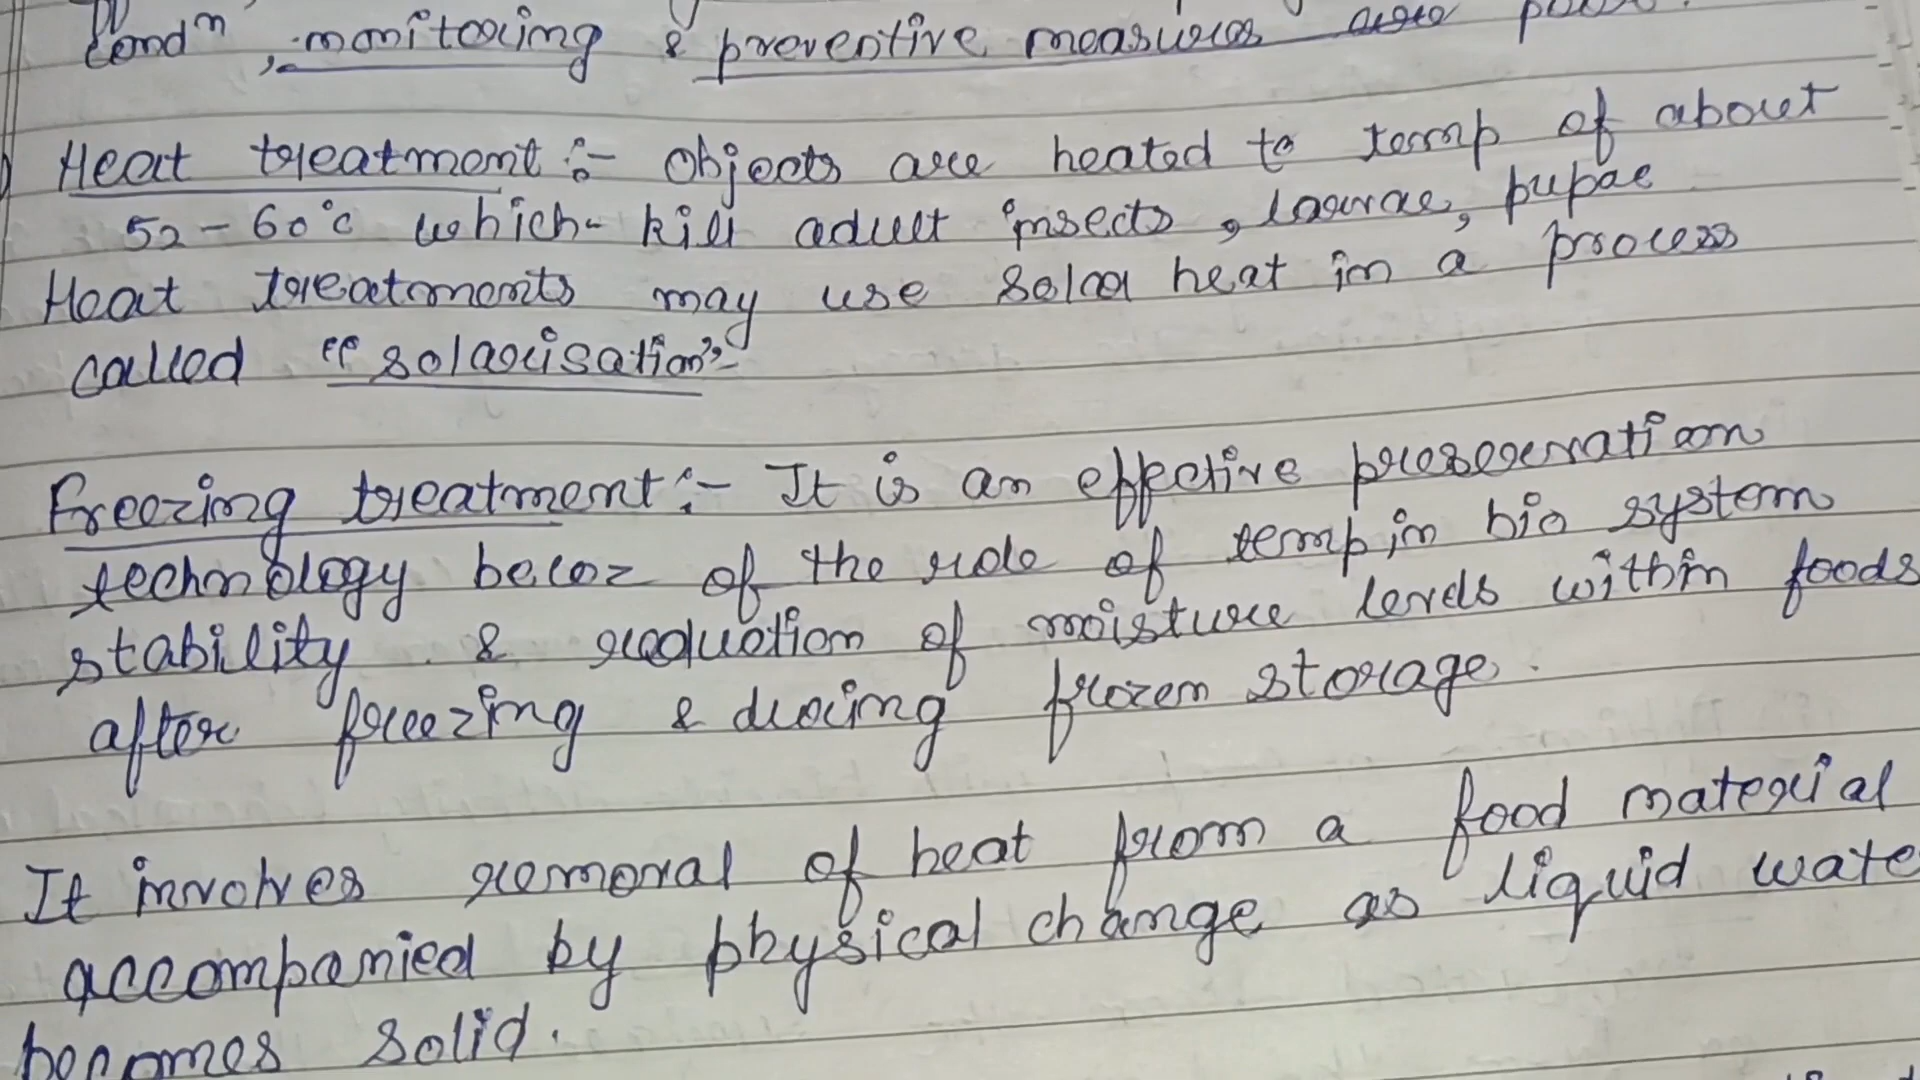 condn, monitoring & preventive measures are
Heat treatment :- Objects are heated to temp of about
52-60°c which kill adult insects, larvae, pupae
Heat treatments may use solar heat in a process
called "solarisation"
Freezing treatment :- It is an effective preservation
technology becoz of the role of temp in bio system
stability & reduction of moisture levels within foods
after freezing & during frozen storage.
It involves removal of heat from a food material
accompanied by physical change as liquid wate
becomes solid.